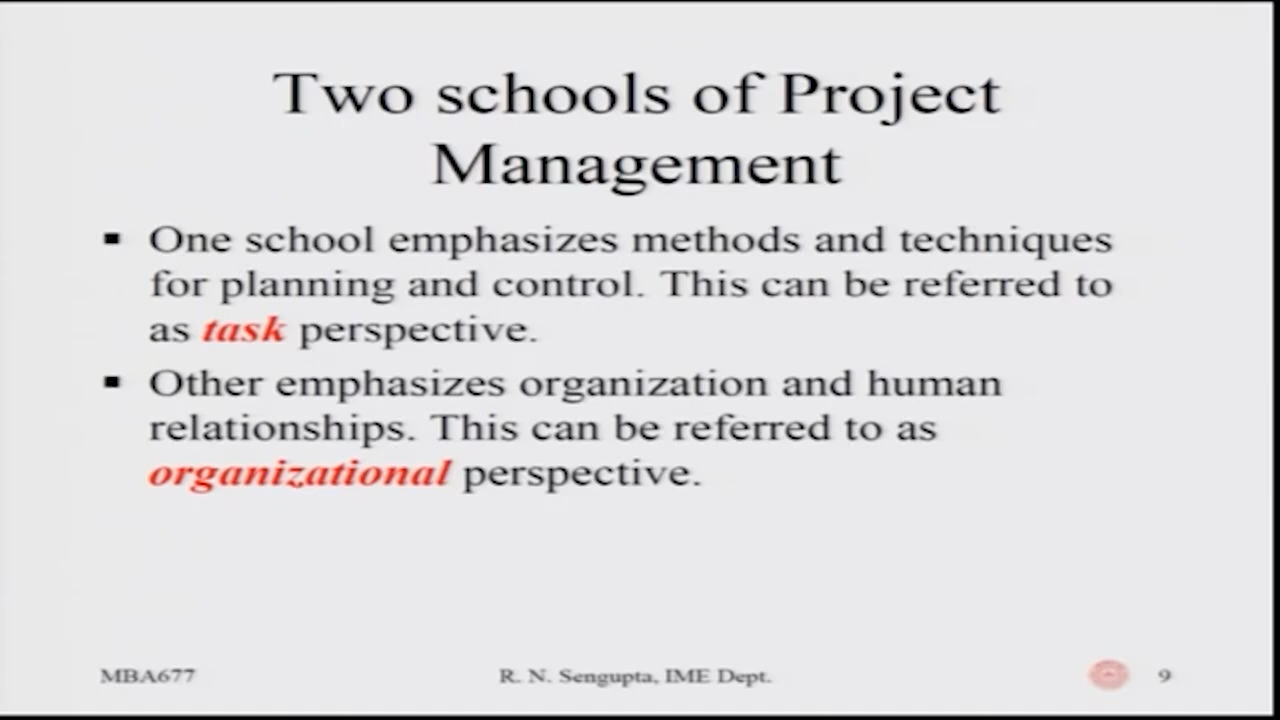 Two schools of Project
Management
▪ One school emphasizes methods and techniques
for planning and control. This can be referred to
as task perspective.
▪ Other emphasizes organization and human
relationships. This can be referred to as
organizational perspective.
MBA677 R. N. Sengupta, IME Dept. 9